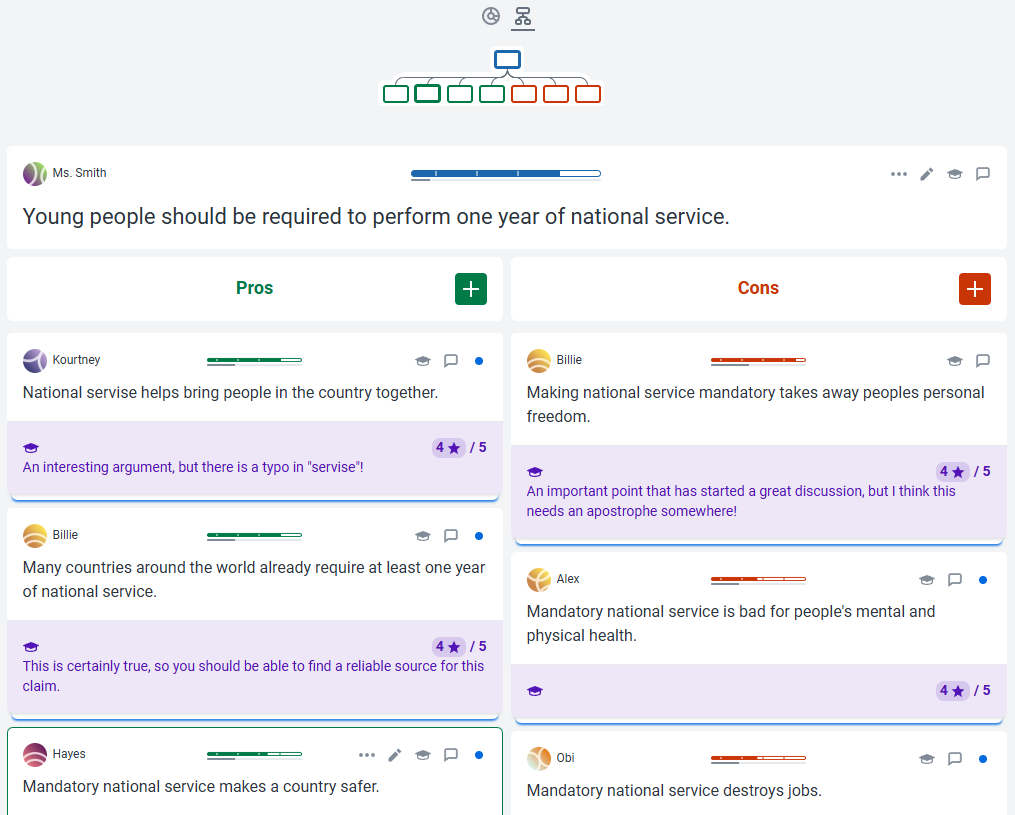 Ms. Smith
Young people should be required to perform one year of national service.
Pros
Cons
Kourtney
National servise helps bring people in the country together.
4 ★ / 5
An interesting argument, but there is a typo in "servise"!
Billie
Many countries around the world already require at least one year
of national service.
4 ★ / 5
This is certainly true, so you should be able to find a reliable source for this
claim.
Hayes
Mandatory national service makes a country safer.
Billie
Making national service mandatory takes away peoples personal
freedom.
4 ★ / 5
An important point that has started a great discussion, but I think this
needs an apostrophe somewhere!
Alex
Mandatory national service is bad for people's mental and
physical health.
4 ★ / 5
Obi
Mandatory national service destroys jobs.